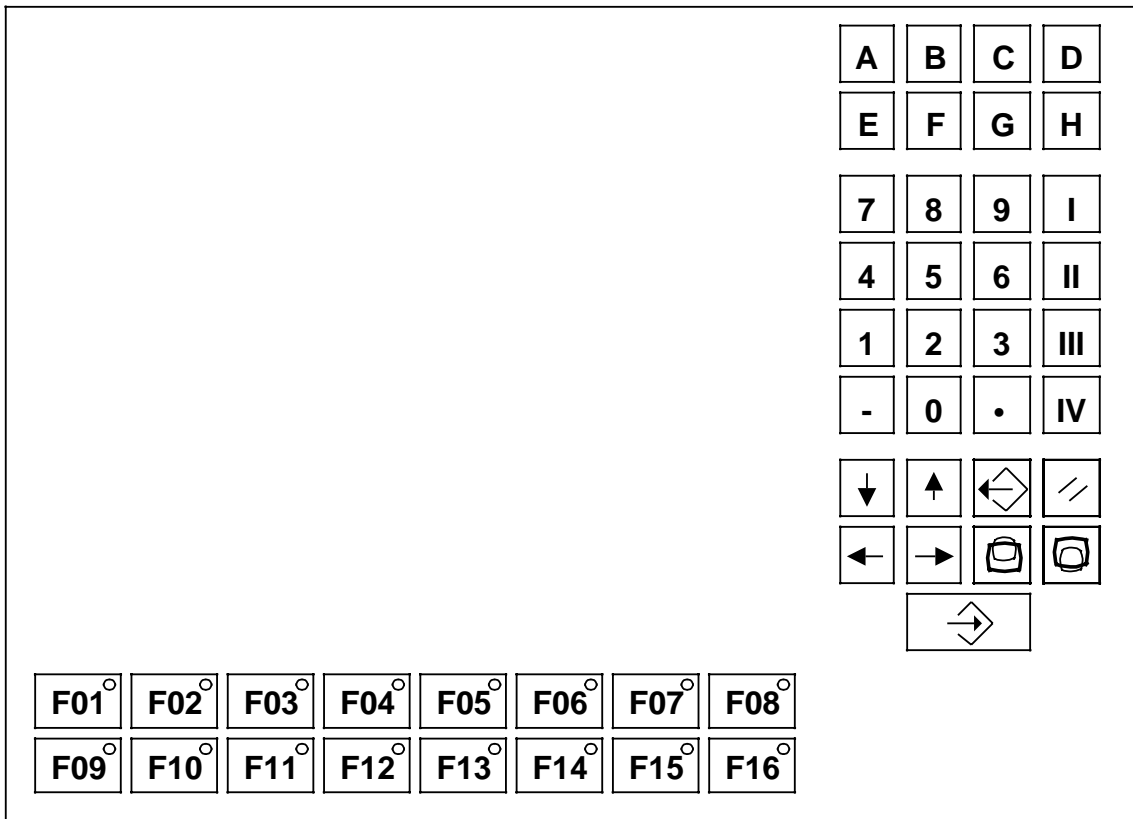 A B C D
E F G H
7 8 9 I
4 5 6 II
1 2 3 III
- 0 • IV
F01 F02 F03 F04 F05 F06 F07 F08
F09 F10 F11 F12 F13 F14 F15 F16